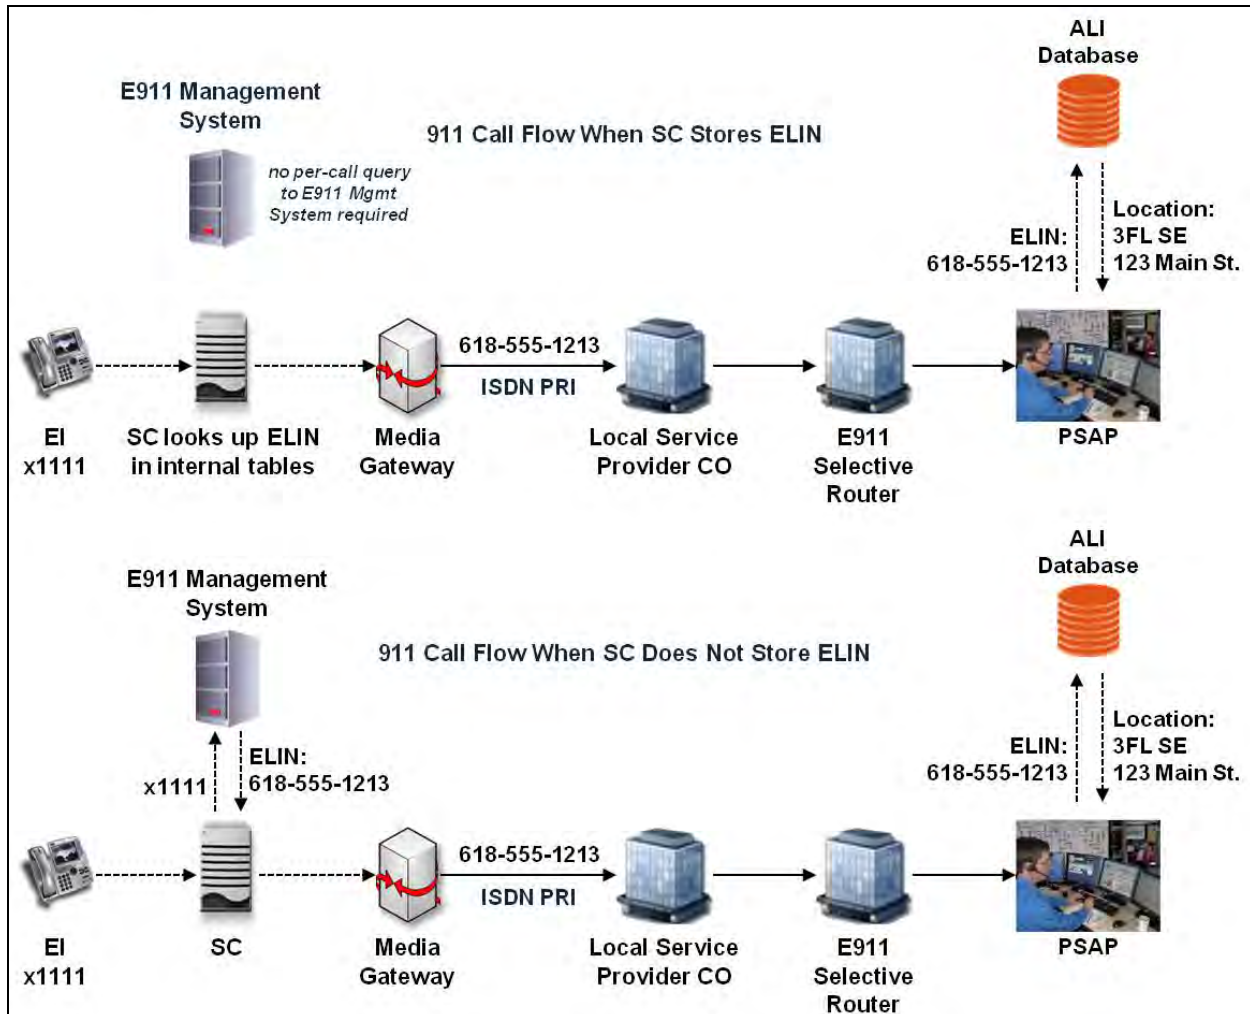 ALI
Database
E911 Management
System
911 Call Flow When SC Stores ELIN
no per-call query
to E911 Mgmt
System required
ELIN:
618-555-1213
Location:
3FL SE
123 Main St.
618-555-1213
ISDN PRI
EI
x1111
SC looks up ELIN
in internal tables
Media
Gateway
Local Service
Provider CO
E911
Selective
Router
PSAP
ALI
Database
E911 Management
System
911 Call Flow When SC Does Not Store ELIN
x1111
ELIN:
618-555-1213
ELIN:
618-555-1213
Location:
3FL SE
123 Main St.
618-555-1213
ISDN PRI
EI
x1111
SC
Media
Gateway
Local Service
Provider CO
E911
Selective
Router
PSAP